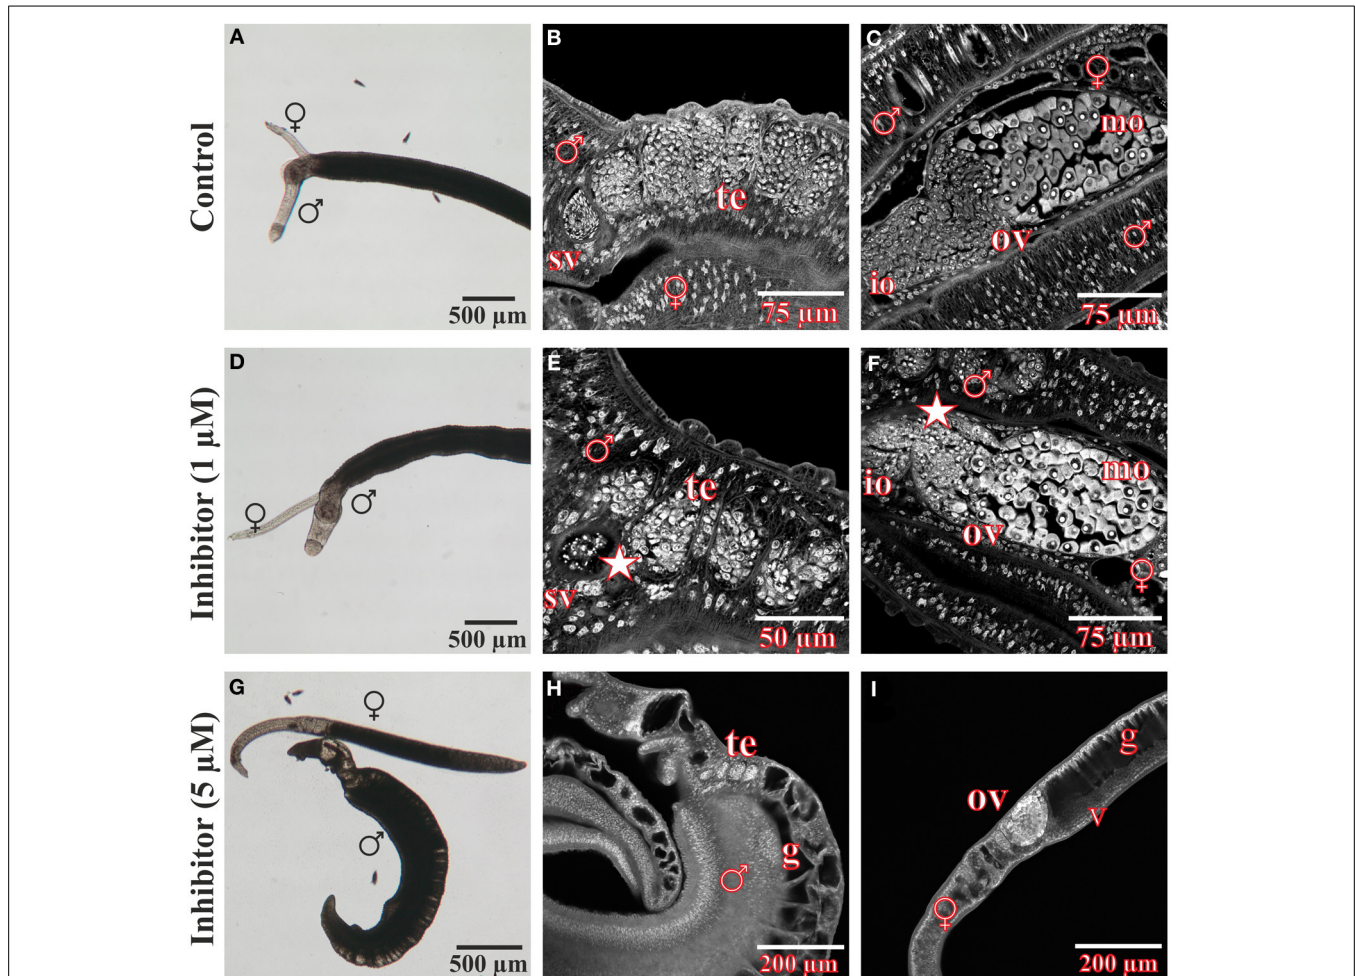 Control
A
♀
♂
500 µm
B
♂
te
sv
♀
75 µm
C
♀
♂
mo
ov
♂
io
75 µm
Inhibitor (1 µM)
D
♀
♂
500 µm
E
♂
te
sv
50 µm
F
♂
io
mo
ov
♀
75 µm
Inhibitor (5 µM)
G
♀
♂
500 µm
H
te
g
♂
200 µm
I
g
ov
v
♀
200 µm